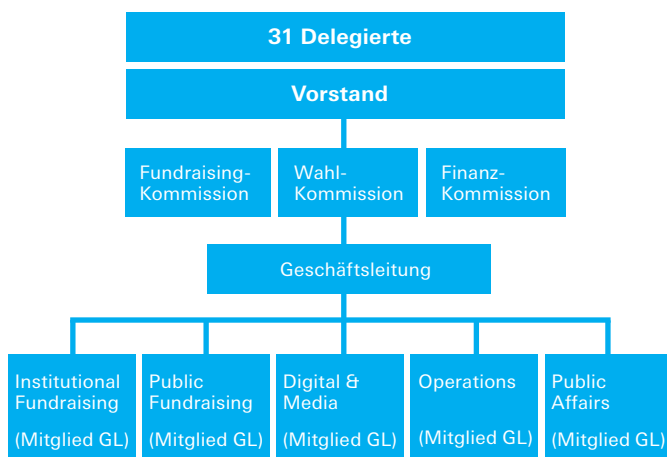 31 Delegierte
Vorstand
Fundraising-
Kommission
Wahl-
Kommission
Finanz-
Kommission
Geschäftsleitung
Institutional
Fundraising
(Mitglied GL)
Public
Fundraising
(Mitglied GL)
Digital &
Media
(Mitglied GL)
Operations
(Mitglied GL)
Public
Affairs
(Mitglied GL)